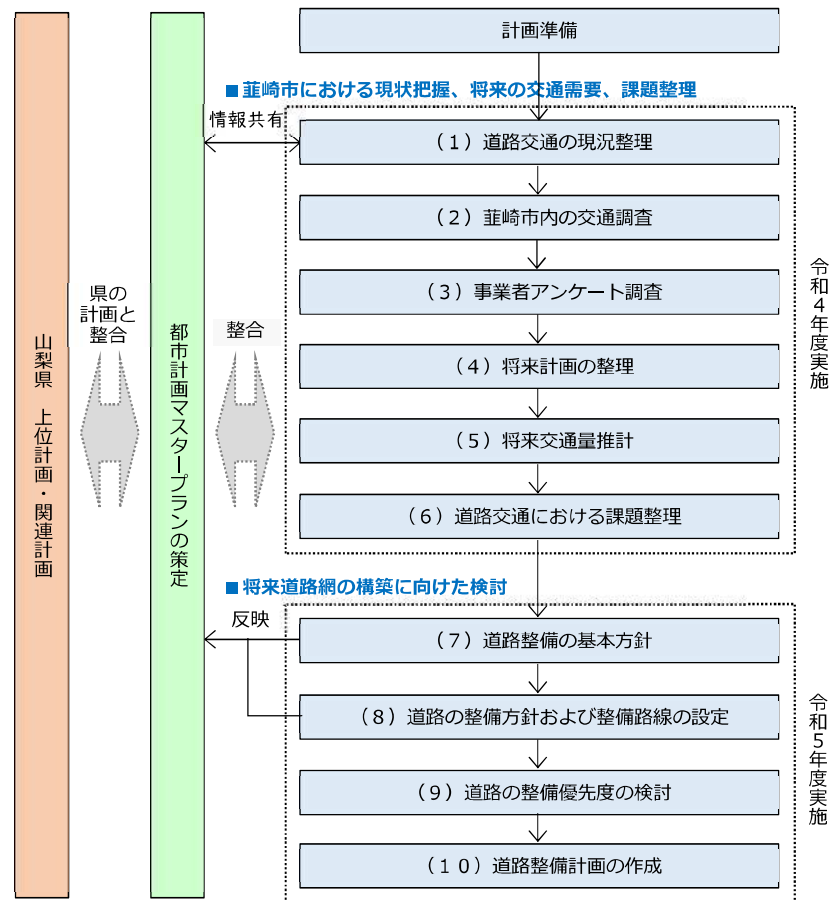 計画準備
■韮崎市における現状把握、将来の交通需要、課題整理
情報共有
（１）道路交通の現況整理
（２）韮崎市内の交通調査
（３）事業者アンケート調査
（４）将来計画の整理
（５）将来交通量推計
（６）道路交通における課題整理
令和４年度実施
県の
計画と
整合
整合
山梨県　上位計画・関連計画
都市計画マスタープランの策定
■将来道路網の構築に向けた検討
反映
（７）道路整備の基本方針
（８）道路の整備方針および整備路線の設定
（９）道路の整備優先度の検討
（１０）道路整備計画の作成
令和５年度実施